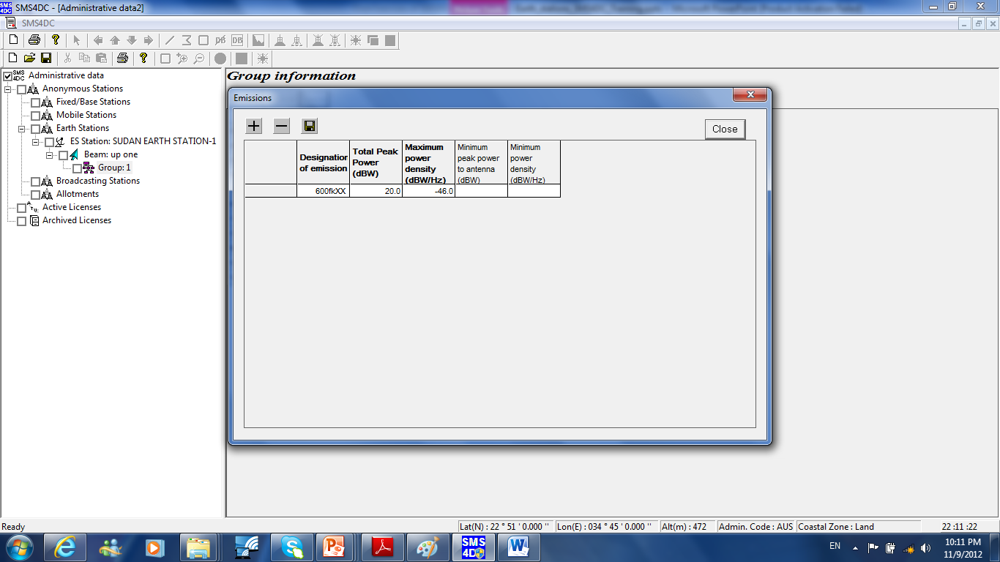 SMS4DC - [Administrative data2]
SMS4DC
SMS4DC Administrative data
Anonymous Stations
Fixed/Base Stations
Mobile Stations
Earth Stations
ES Station: SUDAN EARTH STATION-1
Beam: up one
Group: 1
Broadcasting Stations
Allotments
Active Licenses
Archived Licenses
Group information
Emissions
Close
Designation of emission
Total Peak Power (dBW)
Maximum power density (dBW/Hz)
Minimum peak power to antenna (dBW)
Minimum power density (dBW/Hz)
600fkXX 20.0 -46.0
Ready
Lat(N) : 22 ° 51 ' 0.000 '' Lon(E) : 034 ° 45 ' 0.000 '' Alt(m) : 472 Admin. Code : AUS Coastal Zone : Land 22 :11 :22
EN
10:11 PM
11/9/2012